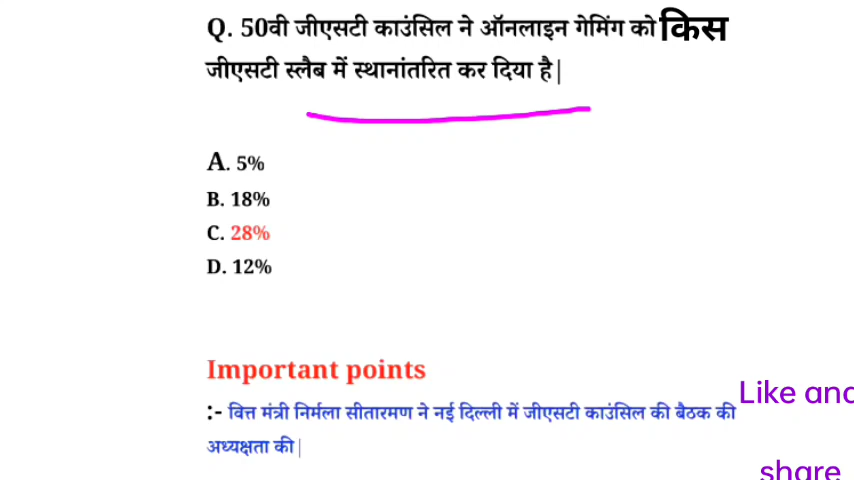 Q. 50वी जीएसटी काउंसिल ने ऑनलाइन गेमिंग को किस
जीएसटी स्लैब में स्थानांतरित कर दिया है|
A. 5%
B. 18%
C. 28%
D. 12%
Important points
:- वित्त मंत्री निर्मला सीतारमण ने नई दिल्ली में जीएसटी काउंसिल की बैठक की
अध्यक्षता की|
Like and
share